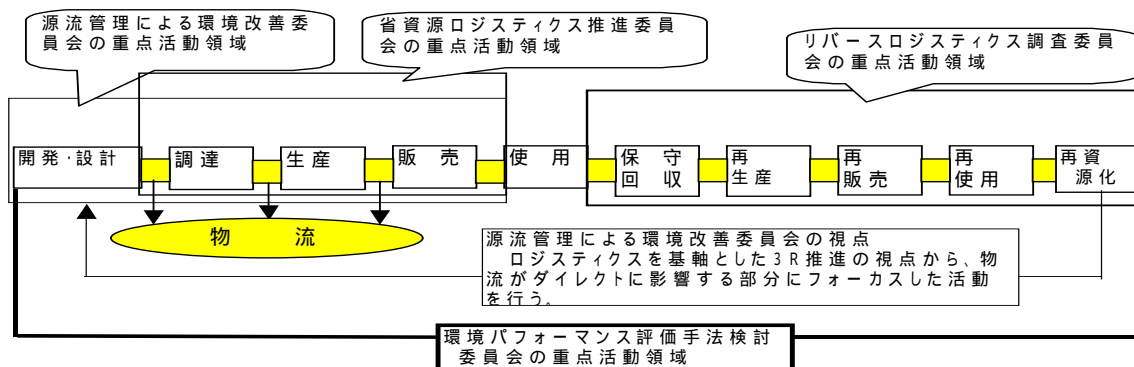 源流管理による環境改善委
員会の重点活動領域
省資源ロジスティクス推進委員
会の重点活動領域
リバースロジスティクス調査委員
会の重点活動領域
開発・設計
調達
生産
販 売
使 用
保 守
回 収
再
生産
再
販売
再
使用
再資
源化
物 流
源流管理による環境改善委員会の視点
ロジスティクスを基軸とした3R推進の視点から、物
流がダイレクトに影響する部分にフォーカスした活動
を行う。
環境パフォーマンス評価手法検討
委員会の重点活動領域